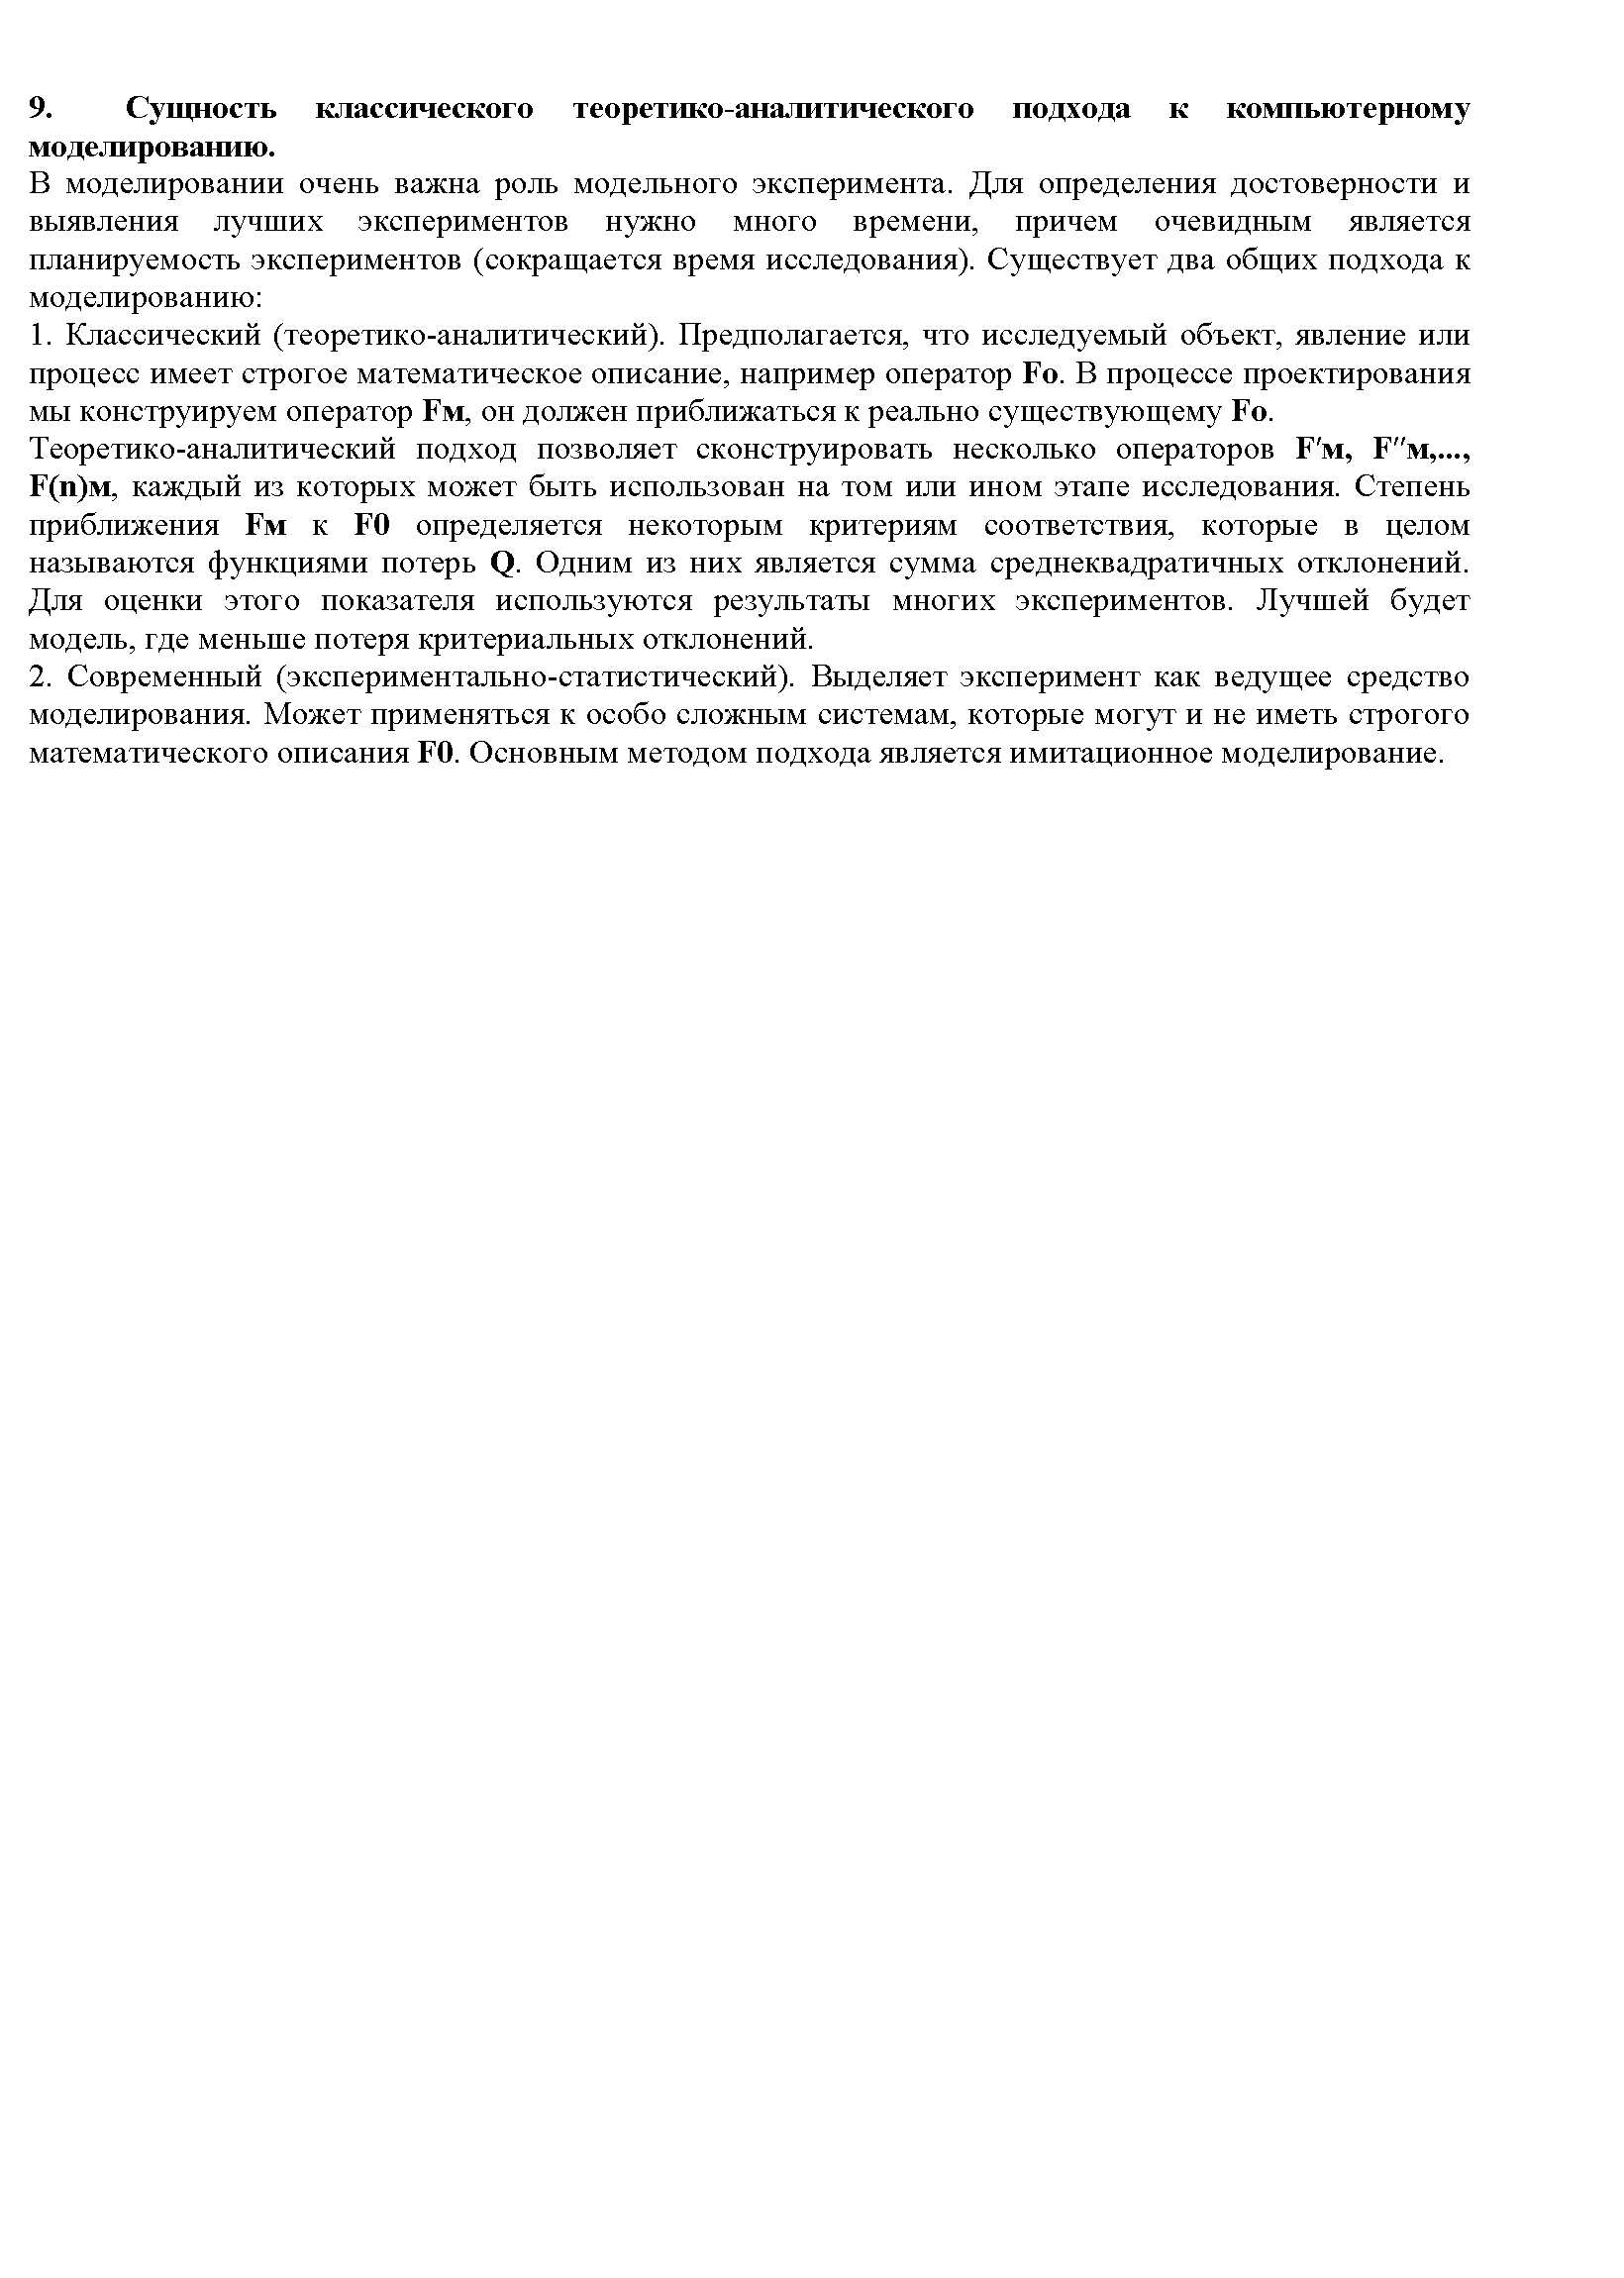 9. Сущность классического теоретико-аналитического подхода к компьютерному
моделированию.
В моделировании очень важна роль модельного эксперимента. Для определения достоверности и
выявления лучших экспериментов нужно много времени, причем очевидным является
планируемость экспериментов (сокращается время исследования). Существует два общих подхода к
моделированию:
1. Классический (теоретико-аналитический). Предполагается, что исследуемый объект, явление или
процесс имеет строгое математическое описание, например оператор Fо. В процессе проектирования
мы конструируем оператор Fм, он должен приближаться к реально существующему Fо.
Теоретико-аналитический подход позволяет сконструировать несколько операторов F′м, F″м,...,
F(n)м, каждый из которых может быть использован на том или ином этапе исследования. Степень
приближения Fм к F0 определяется некоторым критериям соответствия, которые в целом
называются функциями потерь Q. Одним из них является сумма среднеквадратичных отклонений.
Для оценки этого показателя используются результаты многих экспериментов. Лучшей будет
модель, где меньше потеря критериальных отклонений.
2. Современный (экспериментально-статистический). Выделяет эксперимент как ведущее средство
моделирования. Может применяться к особо сложным системам, которые могут и не иметь строгого
математического описания F0. Основным методом подхода является имитационное моделирование.